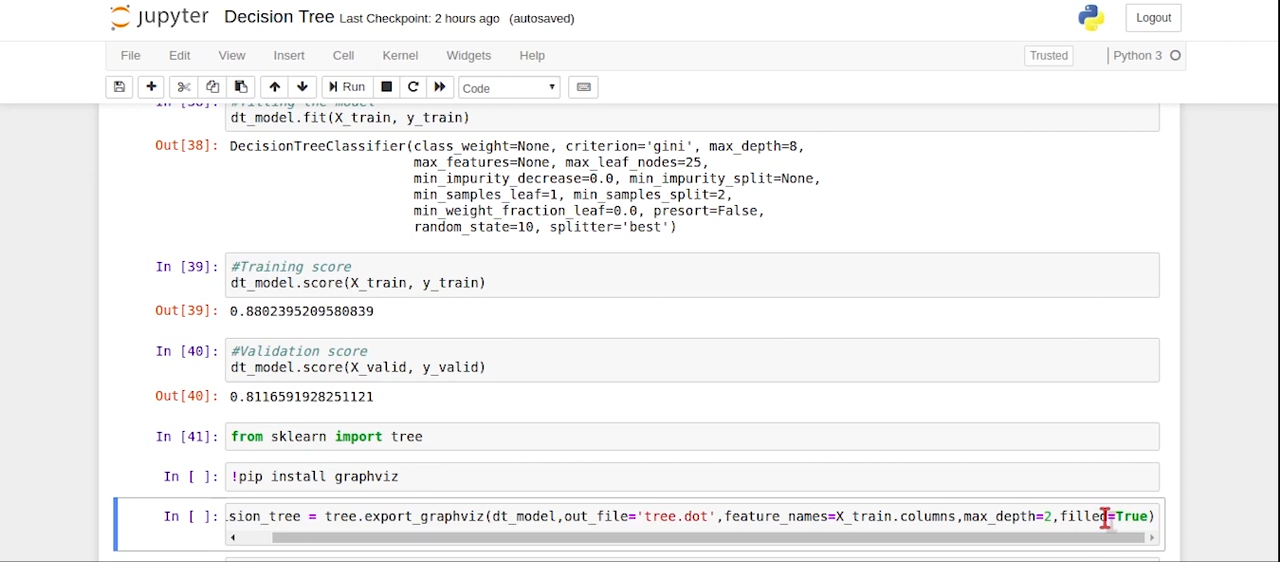 jupyter Decision Tree Last Checkpoint: 2 hours ago (autosaved)
Logout
File Edit View Insert Cell Kernel Widgets Help Trusted Python 3
Run Code
#Fitting the model
dt_model.fit(X_train, y_train)
Out[38]: DecisionTreeClassifier(class_weight=None, criterion='gini', max_depth=8,
max_features=None, max_leaf_nodes=25,
min_impurity_decrease=0.0, min_impurity_split=None,
min_samples_leaf=1, min_samples_split=2,
min_weight_fraction_leaf=0.0, presort=False,
random_state=10, splitter='best')
In [39]: #Training score
dt_model.score(X_train, y_train)
Out[39]: 0.8802395209580839
In [40]: #Validation score
dt_model.score(X_valid, y_valid)
Out[40]: 0.8116591928251121
In [41]: from sklearn import tree
In [ ]: !pip install graphviz
In [ ]: sion_tree = tree.export_graphviz(dt_model,out_file='tree.dot',feature_names=X_train.columns,max_depth=2,filled=True)